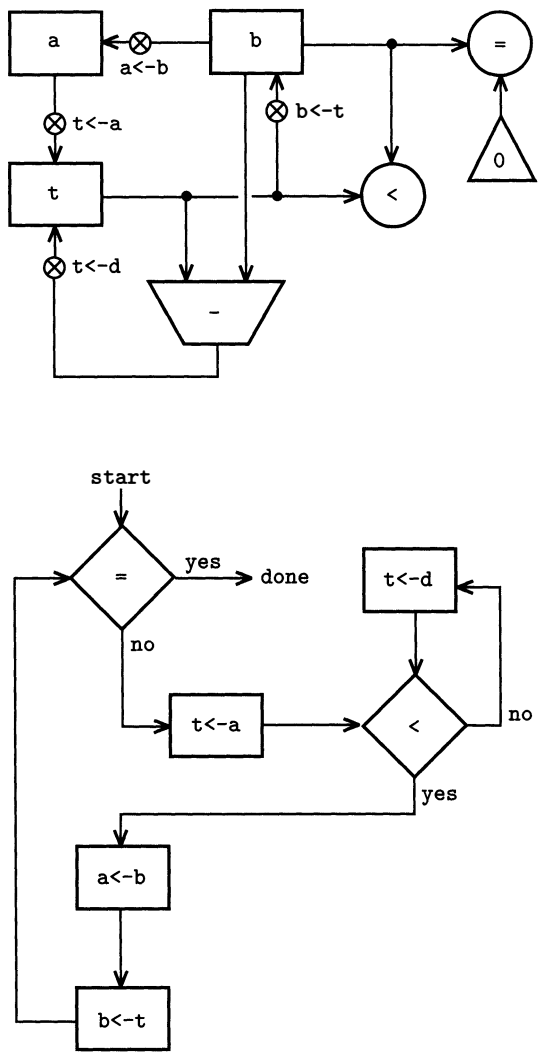 a
b
=
a<-b
t<-a
b<-t
0
t
<
t<-d
-
start
=
yes
done
t<-d
no
t<-a
<
no
yes
a<-b
b<-t